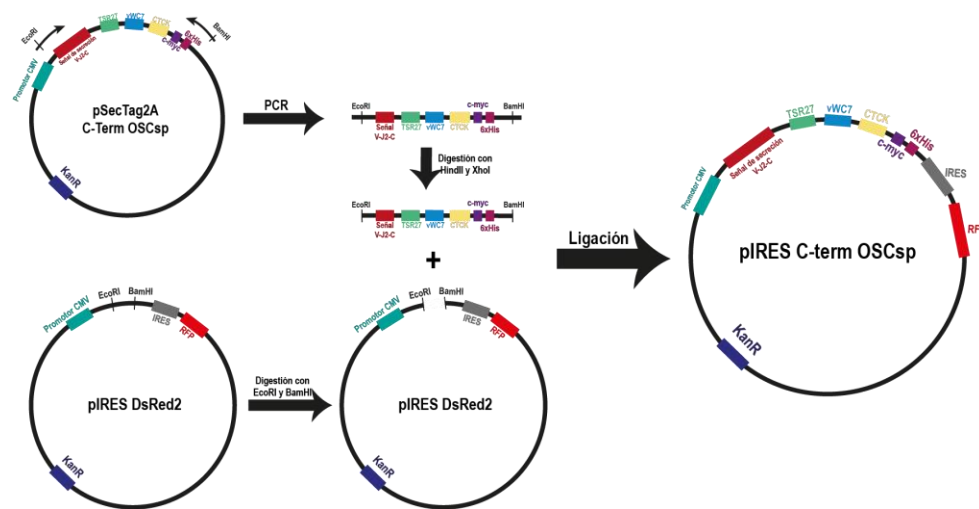 EcoRI
TSR27
vWC7
CTCK
c-myc
6xHis
BamHI
Señal de secreción
V-J2-C
Promotor CMV
pSecTag2A
C-Term OSCsp
KanR
PCR
EcoRI
c-myc
BamHI
Señal
V-J2-C
TSR27
vWC7
CTCK
6xHis
Digestión con
HindII y XhoI
EcoRI
c-myc
BamHI
Señal
V-J2-C
TSR27
vWC7
CTCK
6xHis
+
Promotor CMV
EcoRI
BamHI
IRES
RFP
pIRES DsRed2
KanR
Digestión con
EcoRI y BamHI
Promotor CMV
EcoRI
BamHI
IRES
RFP
pIRES DsRed2
KanR
Ligación
Promotor CMV
Señal de secreción
V-J2-C
TSR27
vWC7
CTCK
c-myc
6xHis
IRES
RF
pIRES C-term OSCsp
KanR